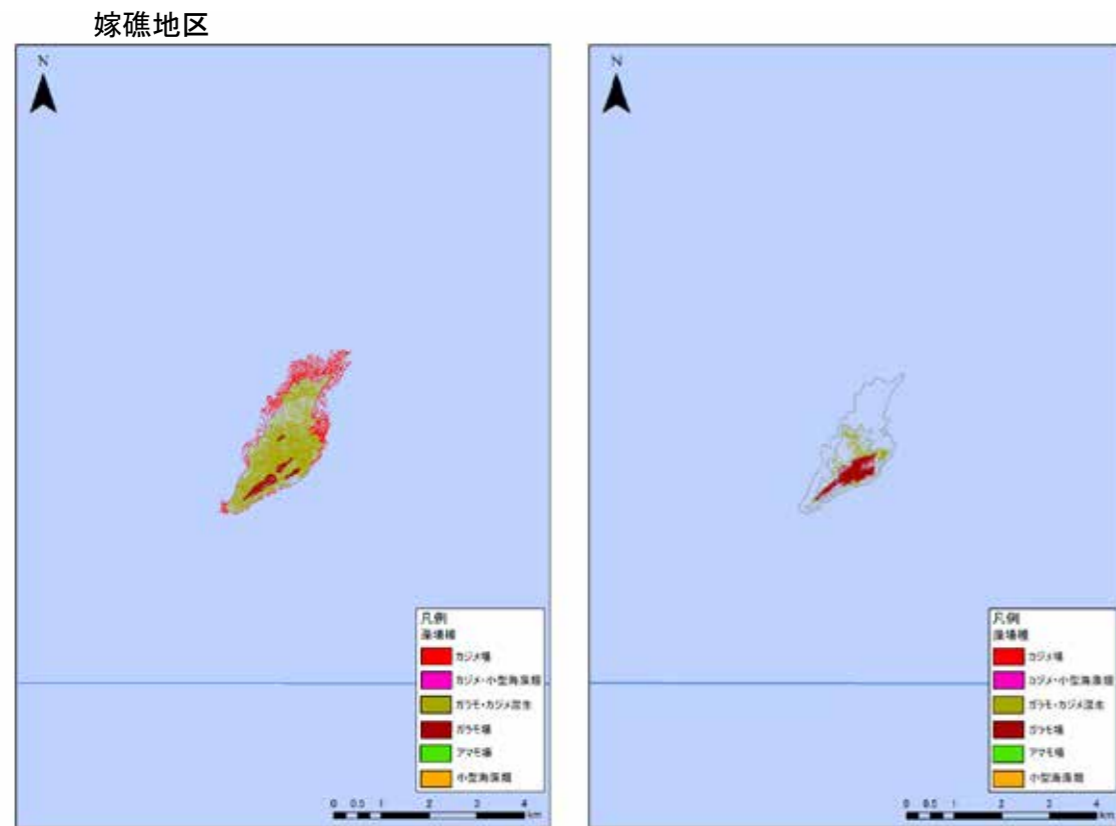 嫁礁地区
N
凡例
藻場種
カジメ場
カジメ・小型海藻類
ガラモ・カジメ混生
ガラモ場
アマモ場
小型海藻類
0 0.5 1 2 3 4
km
N
凡例
藻場種
カジメ場
カジメ・小型海藻類
ガラモ・カジメ混生
ガラモ場
アマモ場
小型海藻類
0 0.5 1 2 3 4
km